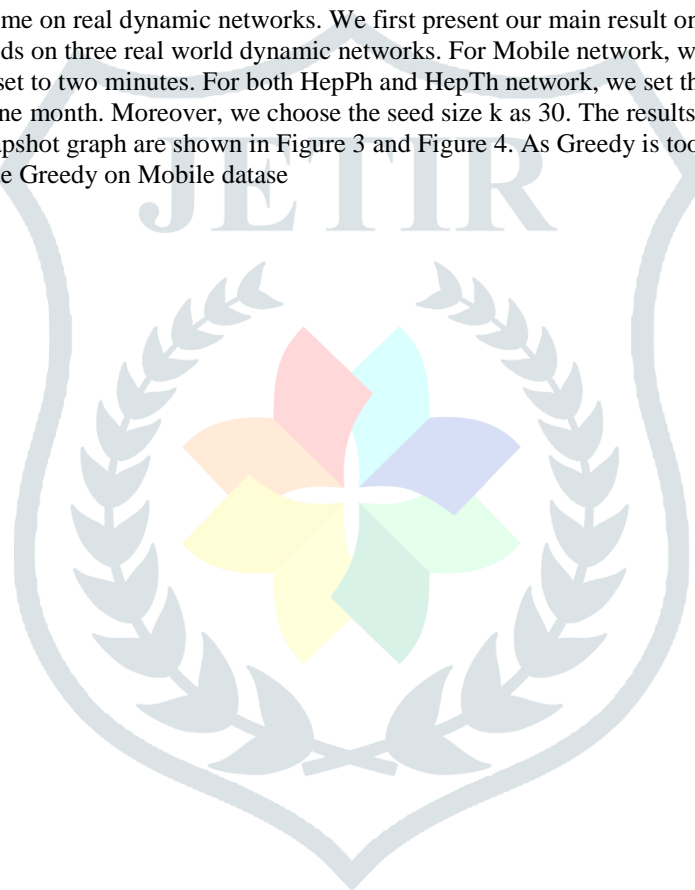 me on real dynamic networks. We first present our main result on
ds on three real world dynamic networks. For Mobile network, w
set to two minutes. For both HepPh and HepTh network, we set th
ne month. Moreover, we choose the seed size k as 30. The results
pshot graph are shown in Figure 3 and Figure 4. As Greedy is too
e Greedy on Mobile datase
JETIR